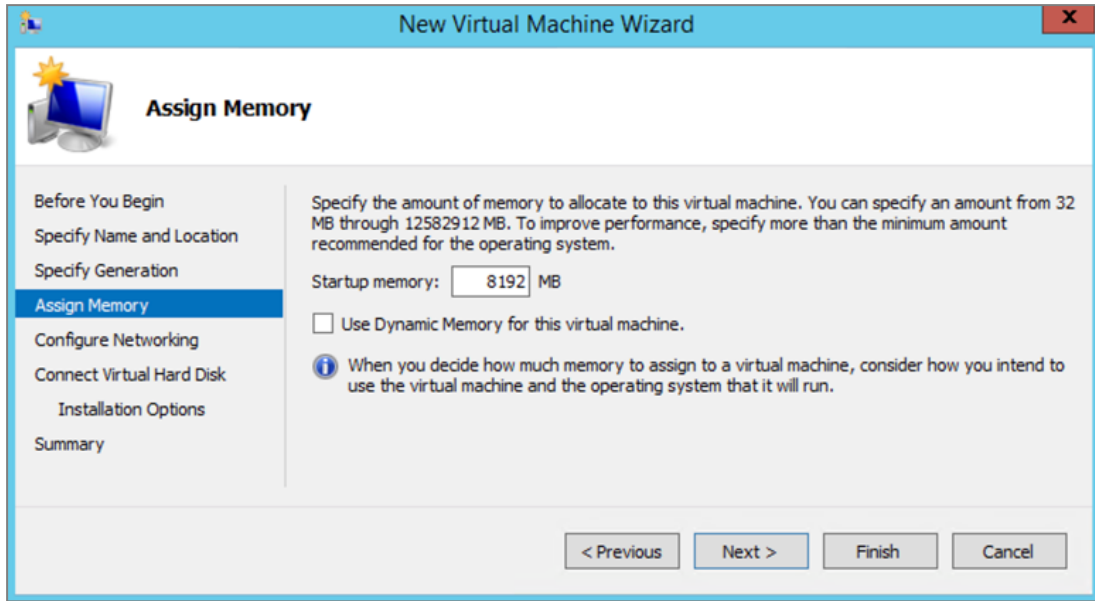 New Virtual Machine Wizard
x
Assign Memory
Before You Begin
Specify Name and Location
Specify Generation
Assign Memory
Configure Networking
Connect Virtual Hard Disk
Installation Options
Summary
Specify the amount of memory to allocate to this virtual machine. You can specify an amount from 32
MB through 12582912 MB. To improve performance, specify more than the minimum amount
recommended for the operating system.
Startup memory: 8192 MB
Use Dynamic Memory for this virtual machine.
When you decide how much memory to assign to a virtual machine, consider how you intend to
use the virtual machine and the operating system that it will run.
< Previous Next > Finish Cancel